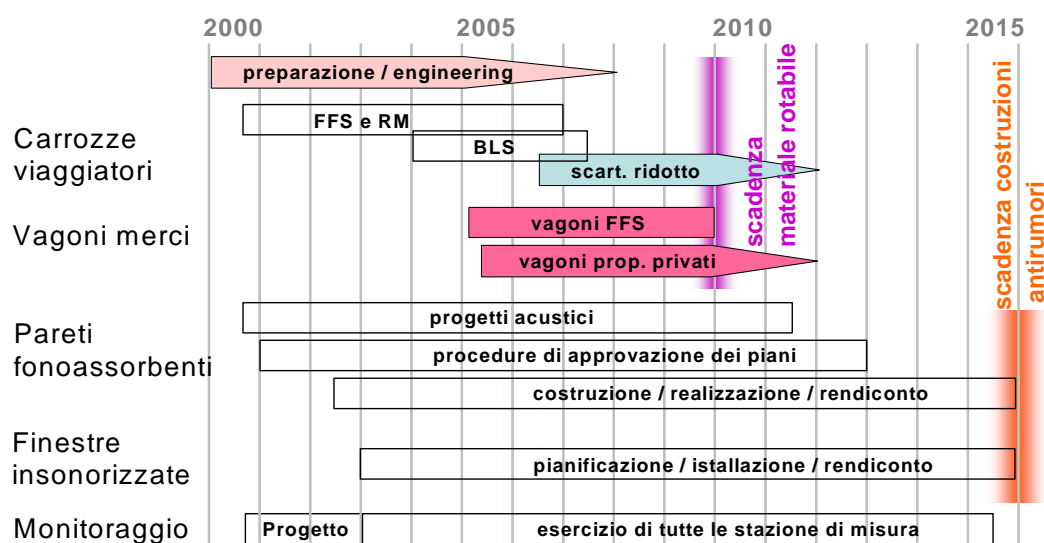 2000 2005 2010 2015
preparazione / engineering
Carrozze
viaggiatori
FFS e RM
BLS
scart. ridotto
scadenza
materiale rotabile
scadenza costruzioni
antirumori
Vagoni merci
vagoni FFS
vagoni prop. privati
Pareti
fonoassorbenti
progetti acustici
procedure di approvazione dei piani
costruzione / realizzazione / rendiconto
Finestre
insonorizzate
pianificazione / istallazione / rendiconto
Monitoraggio
Progetto
esercizio di tutte le stazione di misura